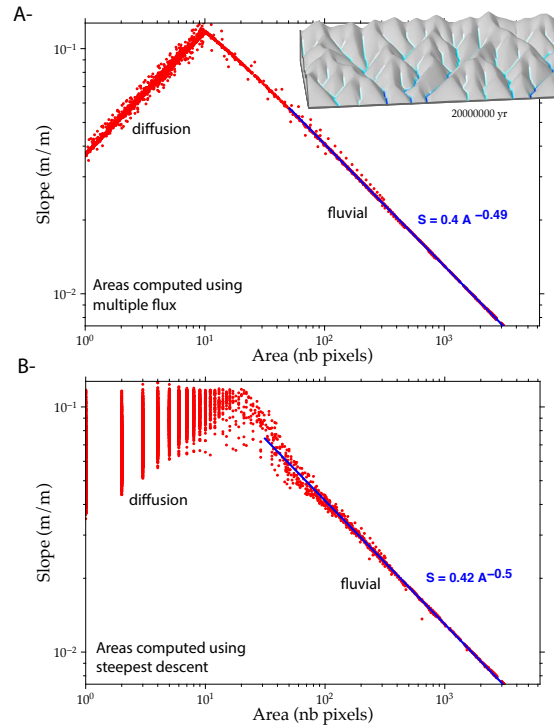 A-
10⁻¹
20000000 yr
diffusion
Slope (m/m)
fluvial
S = 0.4 A⁻⁰·⁴⁹
10⁻²
Areas computed using
multiple flux
10⁰ 10¹ 10² 10³
Area (nb pixels)
B-
10⁻¹
diffusion
Slope (m/m)
S = 0.42 A⁻⁰·⁵
fluvial
10⁻²
Areas computed using
steepest descent
10⁰ 10¹ 10² 10³
Area (nb pixels)